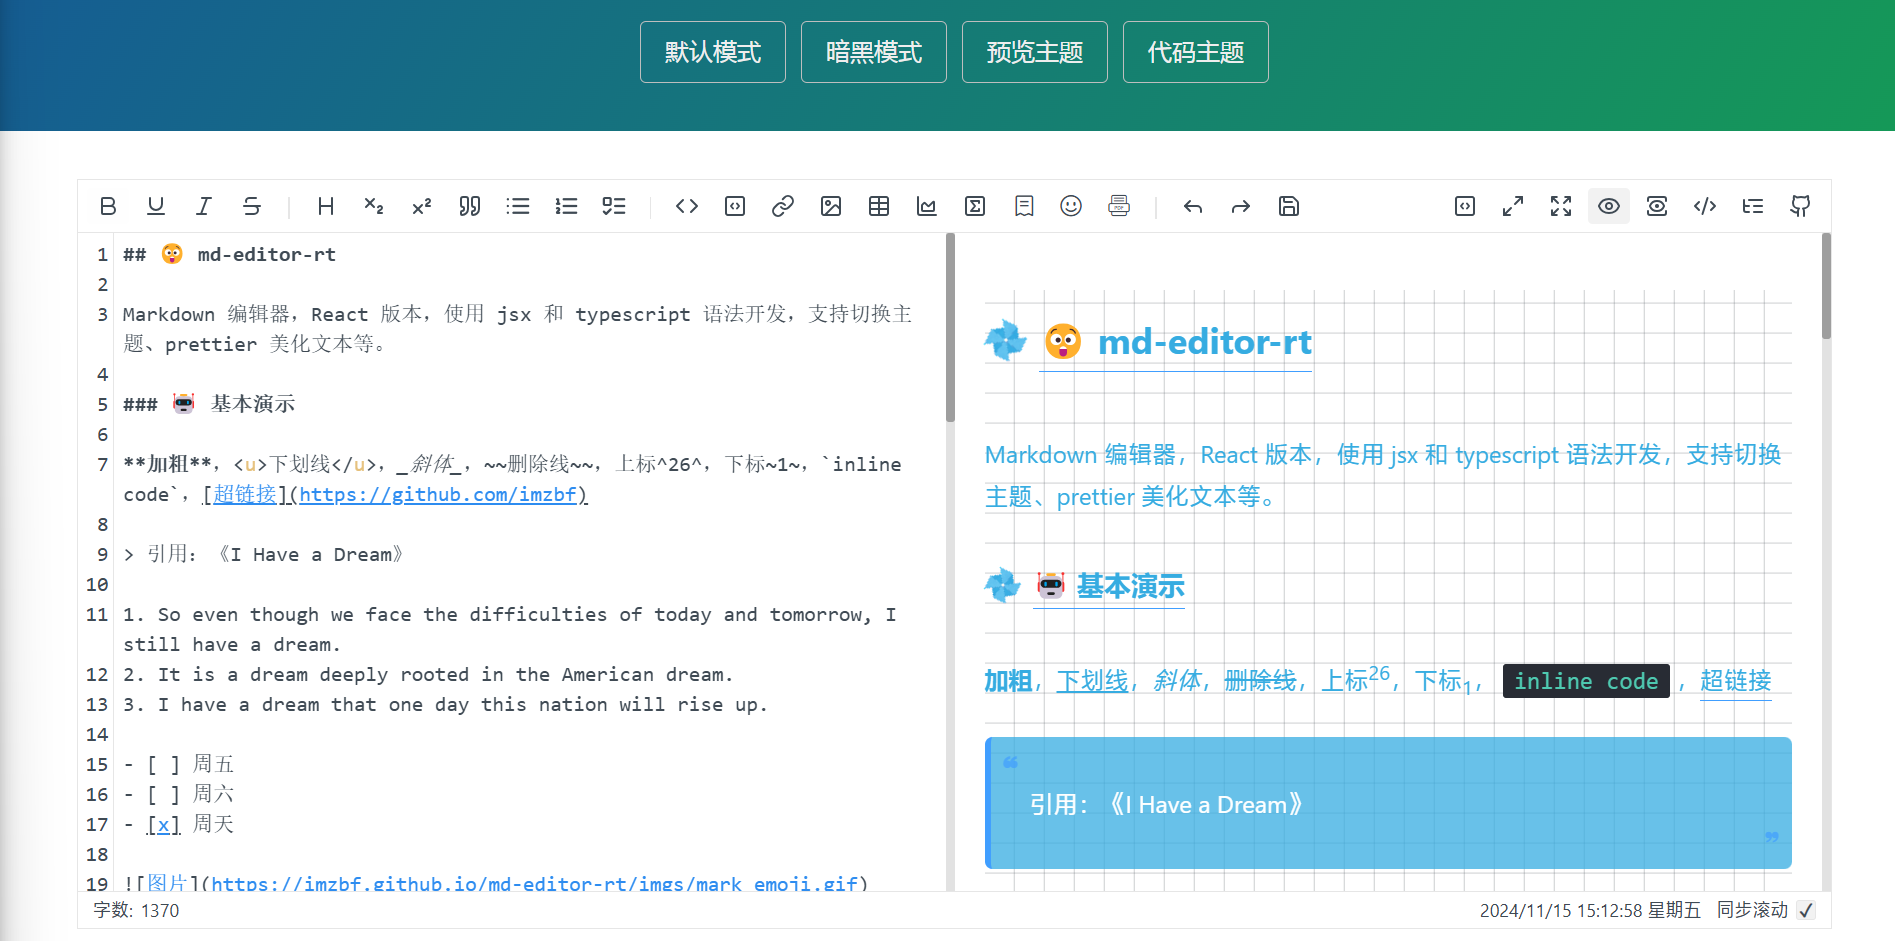 默认模式 暗黑模式 预览主题 代码主题
1 ## 😲 md-editor-rt
2
3 Markdown 编辑器，React 版本，使用 jsx 和 typescript 语法开发，支持切换主
题、prettier 美化文本等。
4
5 ### 🤖 基本演示
6
7 **加粗**，<u>下划线</u>，_斜体_，~~删除线~~，上标^26^，下标~1~，`inline
code`，[超链接](https://github.com/imzbf)
8
9 > 引用：《I Have a Dream》
10
11 1. So even though we face the difficulties of today and tomorrow, I
still have a dream.
12 2. It is a dream deeply rooted in the American dream.
13 3. I have a dream that one day this nation will rise up.
14
15 - [ ] 周五
16 - [ ] 周六
17 - [x] 周天
18
19 ![图片](https://imzbf.github.io/md-editor-rt/imgs/mark_emoji.gif)
😲 md-editor-rt
Markdown 编辑器，React 版本，使用 jsx 和 typescript 语法开发，支持切换
主题、prettier 美化文本等。
🤖 基本演示
加粗，下划线，斜体，删除线，上标26，下标1，inline code，超链接
❝
引用：《I Have a Dream》
❞
字数: 1370
2024/11/15 15:12:58 星期五 同步滚动 ✓